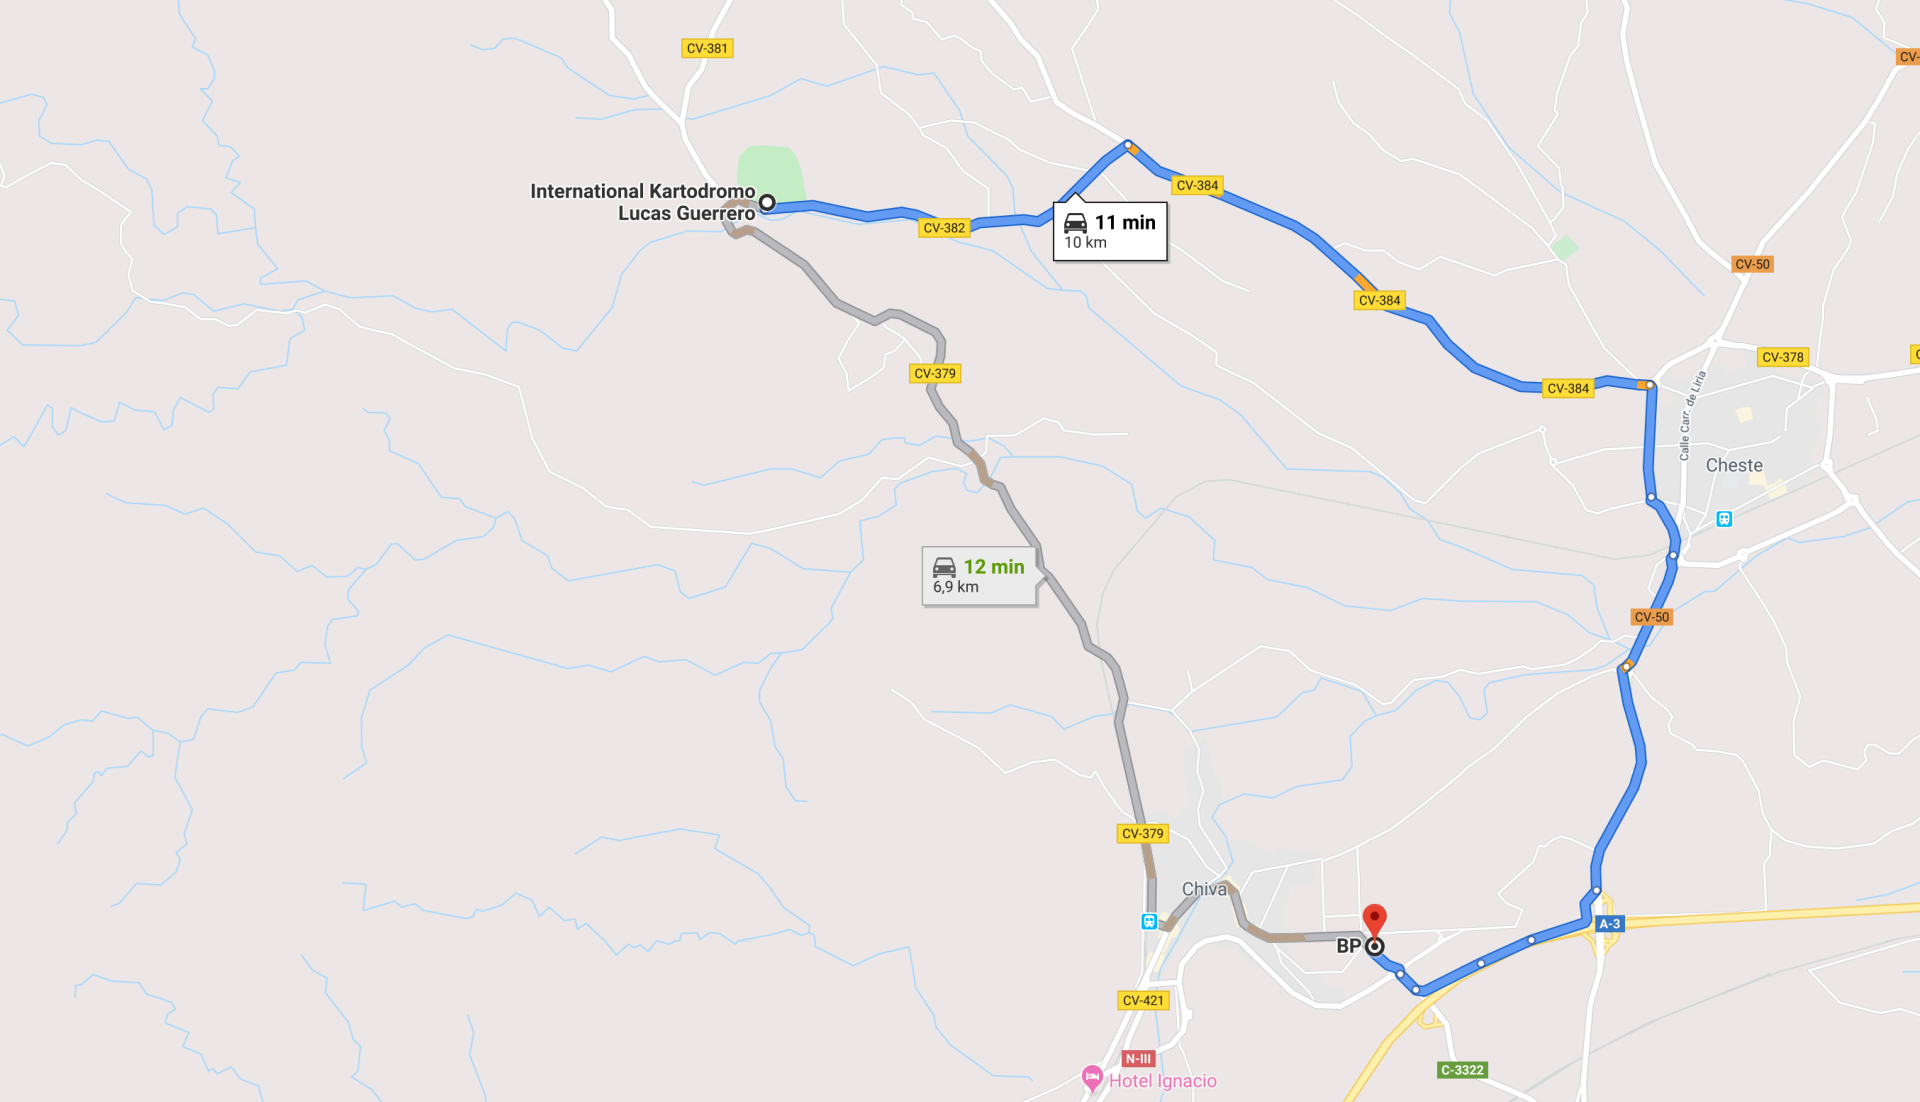 CV-381
CV-
International Kartodromo
Lucas Guerrero
CV-384
CV-382
11 min
10 km
CV-50
CV-384
CV-378
C
CV-379
CV-384
Calle Carr. de Liria
Cheste
12 min
6,9 km
CV-50
CV-379
Chiva
A-3
BP
CV-421
N-III
C-3322
Hotel Ignacio